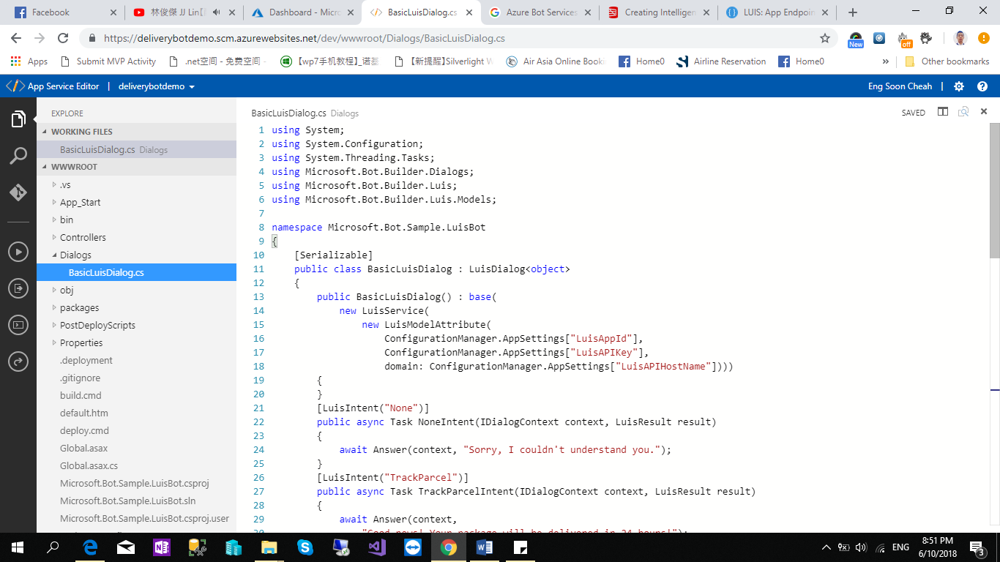 Facebook
林俊傑 JJ Lin【
Dashboard - Micro
BasicLuisDialog.cs
Azure Bot Services
Creating Intelligen
LUIS: App Endpoin
https://deliverybotdemo.scm.azurewebsites.net/dev/wwwroot/Dialogs/BasicLuisDialog.cs
New
off
Apps
Submit MVP Activity
.net空间 - 免费空间 -
【wp7手机教程】_诺基
【新提醒】Silverlight W
Air Asia Online Booki
Home0
Airline Reservation
Home0
»
Other bookmarks
App Service Editor | deliverybotdemo
Eng Soon Cheah |
EXPLORE
WORKING FILES
BasicLuisDialog.cs Dialogs
WWWROOT
.vs
App_Start
bin
Controllers
Dialogs
BasicLuisDialog.cs
obj
packages
PostDeployScripts
Properties
.deployment
.gitignore
build.cmd
default.htm
deploy.cmd
Global.asax
Global.asax.cs
Microsoft.Bot.Sample.LuisBot.csproj
Microsoft.Bot.Sample.LuisBot.sln
Microsoft.Bot.Sample.LuisBot.csproj.user
BasicLuisDialog.cs Dialogs
SAVED
1 using System;
2 using System.Configuration;
3 using System.Threading.Tasks;
4 using Microsoft.Bot.Builder.Dialogs;
5 using Microsoft.Bot.Builder.Luis;
6 using Microsoft.Bot.Builder.Luis.Models;
7
8 namespace Microsoft.Bot.Sample.LuisBot
9 {
10 [Serializable]
11 public class BasicLuisDialog : LuisDialog<object>
12 {
13 public BasicLuisDialog() : base(
14 new LuisService(
15 new LuisModelAttribute(
16 ConfigurationManager.AppSettings["LuisAppId"],
17 ConfigurationManager.AppSettings["LuisAPIKey"],
18 domain: ConfigurationManager.AppSettings["LuisAPIHostName"])))
19 {
20 }
21 [LuisIntent("None")]
22 public async Task NoneIntent(IDialogContext context, LuisResult result)
23 {
24 await Answer(context, "Sorry, I couldn't understand you.");
25 }
26 [LuisIntent("TrackParcel")]
27 public async Task TrackParcelIntent(IDialogContext context, LuisResult result)
28 {
29 await Answer(context,
30 "Good news! Your package will be delivered in 24 hours!");
ENG
8:51 PM
6/10/2018
3